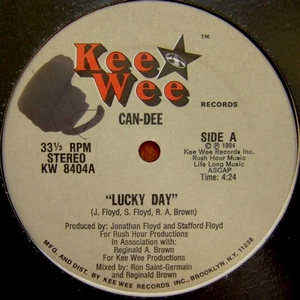 Kee Wee
TM
RECORDS
CAN-DEE
33⅓ RPM
STEREO
KW 8404A
SIDE A
© ℗ 1984
Kee Wee Records Inc.
Rush Hour Music
Life Long Music
ASCAP
Time: 4:24
"LUCKY DAY"
(J. Floyd, S. Floyd, R. A. Brown)
Produced by: Jonathan Floyd and Stafford Floyd
For Rush Hour Productions
In Association with:
Reginald A. Brown
For Kee Wee Productions
Mixed by: Ron Saint-Germain
and Reginald Brown
MFG. AND DIST. BY KEE WEE RECORDS INC., BROOKLYN, N.Y. 11238